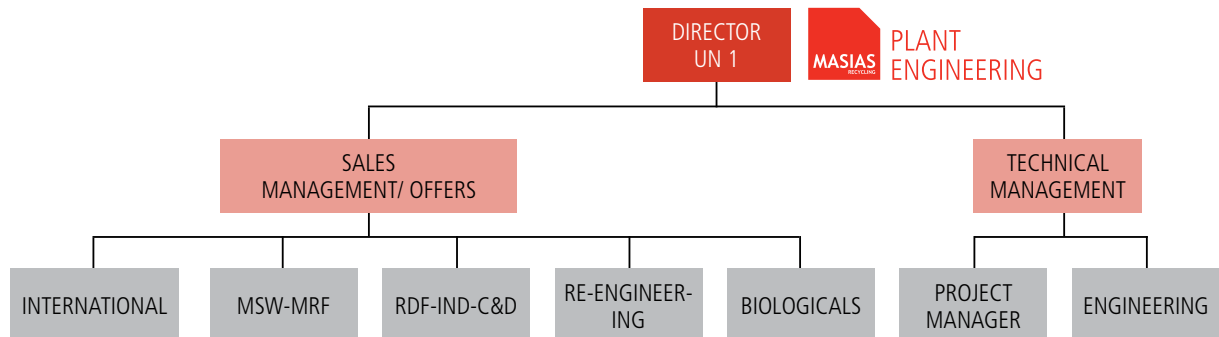 DIRECTOR
UN 1
MASIAS
RECYCLING
PLANT
ENGINEERING
SALES
MANAGEMENT/ OFFERS
TECHNICAL
MANAGEMENT
INTERNATIONAL
MSW-MRF
RDF-IND-C&D
RE-ENGINEER-
ING
BIOLOGICALS
PROJECT
MANAGER
ENGINEERING